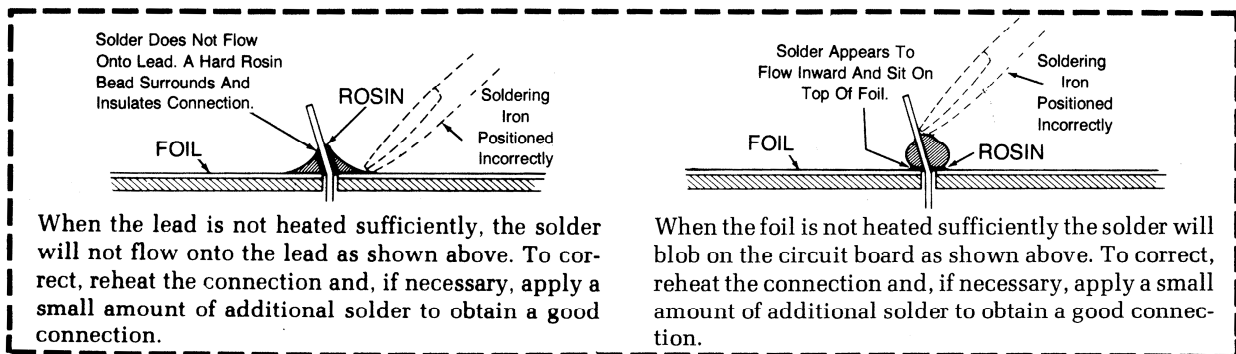 Solder Does Not Flow
Onto Lead. A Hard Rosin
Bead Surrounds And
Insulates Connection.
ROSIN
Soldering
Iron
Positioned
Incorrectly
FOIL
When the lead is not heated sufficiently, the solder
will not flow onto the lead as shown above. To cor-
rect, reheat the connection and, if necessary, apply a
small amount of additional solder to obtain a good
connection.
Solder Appears To
Flow Inward And Sit On
Top Of Foil.
Soldering
Iron
Positioned
Incorrectly
FOIL
ROSIN
When the foil is not heated sufficiently the solder will
blob on the circuit board as shown above. To correct,
reheat the connection and, if necessary, apply a small
amount of additional solder to obtain a good connec-
tion.